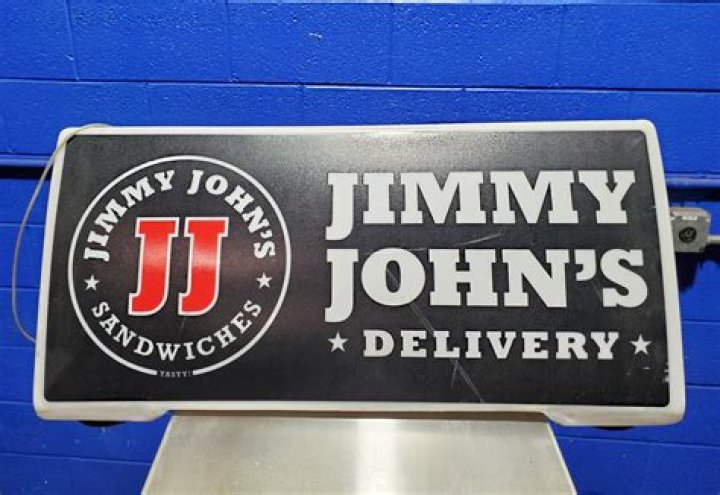 JIMMY JOHN'S
JJ
★ SANDWICHES ★
TASTY!
JIMMY
JOHN'S
★ DELIVERY ★